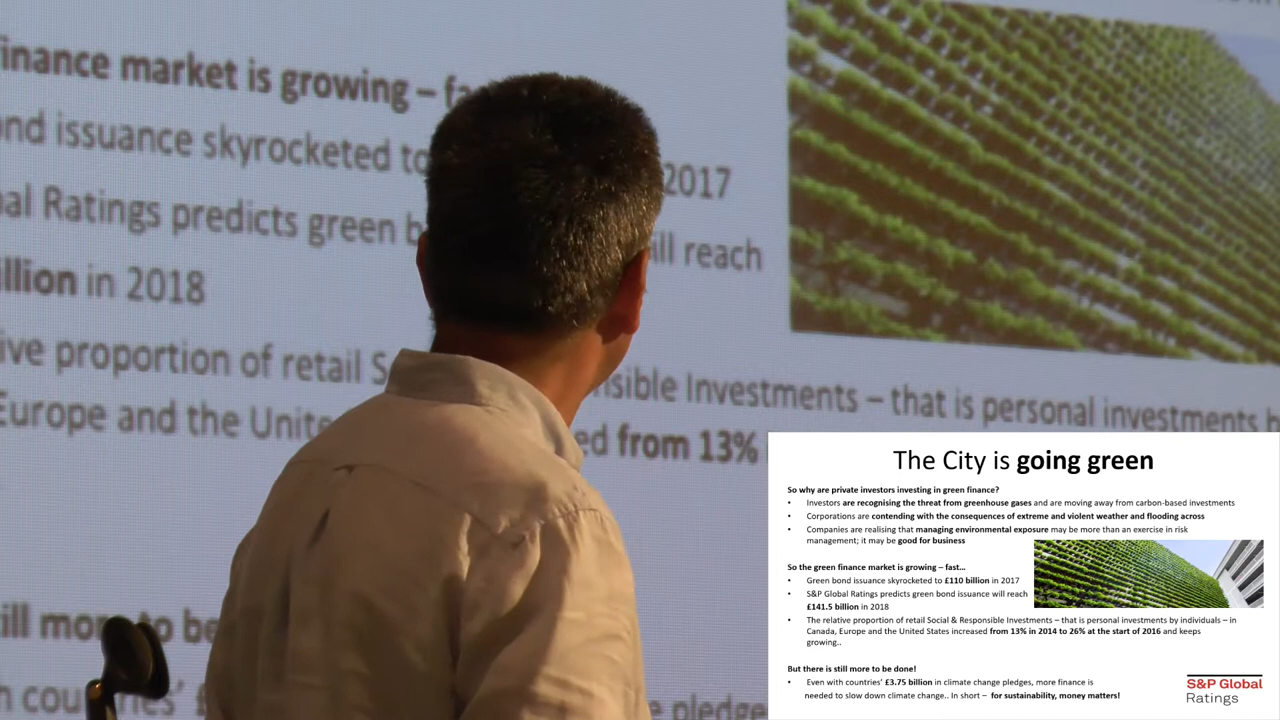 finance market is growing – fa
ond issuance skyrocketed to 2017
bal Ratings predicts green b ill reach
illion in 2018
ive proportion of retail S nsible Investments – that is personal investments b
Europe and the Unite ed from 13%
ill more to be
h coun ies’ £ e pledge
The City is going green
So why are private investors investing in green finance?
• Investors are recognising the threat from greenhouse gases and are moving away from carbon-based investments
• Corporations are contending with the consequences of extreme and violent weather and flooding across
• Companies are realising that managing environmental exposure may be more than an exercise in risk
management; it may be good for business
So the green finance market is growing – fast…
• Green bond issuance skyrocketed to £110 billion in 2017
• S&P Global Ratings predicts green bond issuance will reach
£141.5 billion in 2018
• The relative proportion of retail Social & Responsible Investments – that is personal investments by individuals – in
Canada, Europe and the United States increased from 13% in 2014 to 26% at the start of 2016 and keeps
growing..
But there is still more to be done!
• Even with countries’ £3.75 billion in climate change pledges, more finance is
needed to slow down climate change.. In short – for sustainability, money matters!
S&P Global
Ratings